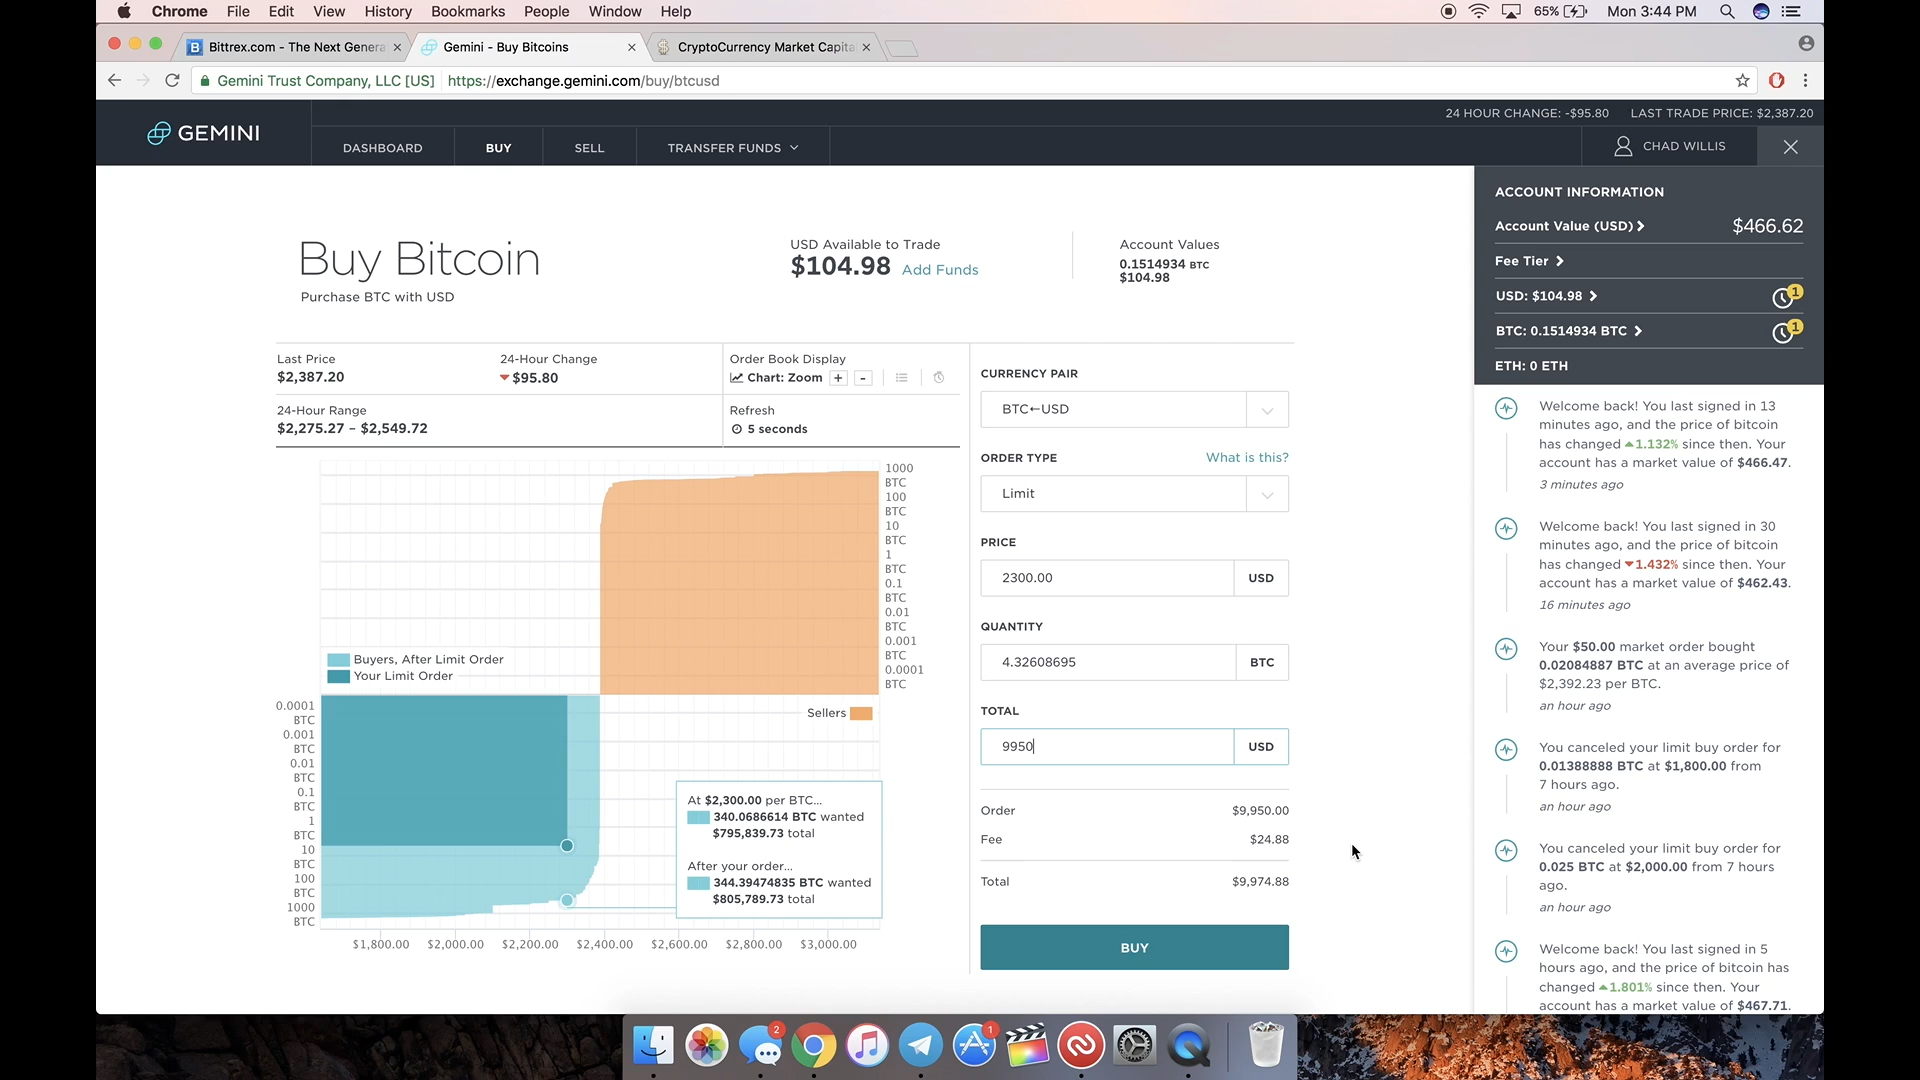 Chrome File Edit View History Bookmarks People Window Help
65% Mon 3:44 PM
Bittrex.com - The Next Genera
Gemini - Buy Bitcoins
CryptoCurrency Market Capita
Gemini Trust Company, LLC [US] https://exchange.gemini.com/buy/btcusd
24 HOUR CHANGE: -$95.80 LAST TRADE PRICE: $2,387.20
GEMINI
DASHBOARD BUY SELL TRANSFER FUNDS
CHAD WILLIS
Buy Bitcoin
Purchase BTC with USD
USD Available to Trade
$104.98 Add Funds
Account Values
0.1514934 BTC
$104.98
Last Price
$2,387.20
24-Hour Change
$95.80
24-Hour Range
$2,275.27 – $2,549.72
Order Book Display
Chart: Zoom + -
Refresh
5 seconds
1000
BTC
100
BTC
10
BTC
1
BTC
0.1
BTC
0.01
BTC
0.001
BTC
0.0001
BTC
Buyers, After Limit Order
Your Limit Order
Sellers
0.0001
BTC
0.001
BTC
0.01
BTC
0.1
BTC
1
BTC
10
BTC
100
BTC
1000
BTC
At $2,300.00 per BTC...
340.0686614 BTC wanted
$795,839.73 total
After your order...
344.39474835 BTC wanted
$805,789.73 total
$1,800.00 $2,000.00 $2,200.00 $2,400.00 $2,600.00 $2,800.00 $3,000.00
CURRENCY PAIR
BTC←USD
ORDER TYPE What is this?
Limit
PRICE
2300.00 USD
QUANTITY
4.32608695 BTC
TOTAL
9950 USD
Order $9,950.00
Fee $24.88
Total $9,974.88
BUY
ACCOUNT INFORMATION
Account Value (USD) $466.62
Fee Tier
USD: $104.98 1
BTC: 0.1514934 BTC 1
ETH: 0 ETH
Welcome back! You last signed in 13
minutes ago, and the price of bitcoin
has changed 1.132% since then. Your
account has a market value of $466.47.
3 minutes ago
Welcome back! You last signed in 30
minutes ago, and the price of bitcoin
has changed 1.432% since then. Your
account has a market value of $462.43.
16 minutes ago
Your $50.00 market order bought
0.02084887 BTC at an average price of
$2,392.23 per BTC.
an hour ago
You canceled your limit buy order for
0.01388888 BTC at $1,800.00 from
7 hours ago.
an hour ago
You canceled your limit buy order for
0.025 BTC at $2,000.00 from 7 hours
ago.
an hour ago
Welcome back! You last signed in 5
hours ago, and the price of bitcoin has
changed 1.801% since then. Your
account has a market value of $467.71.
2
1